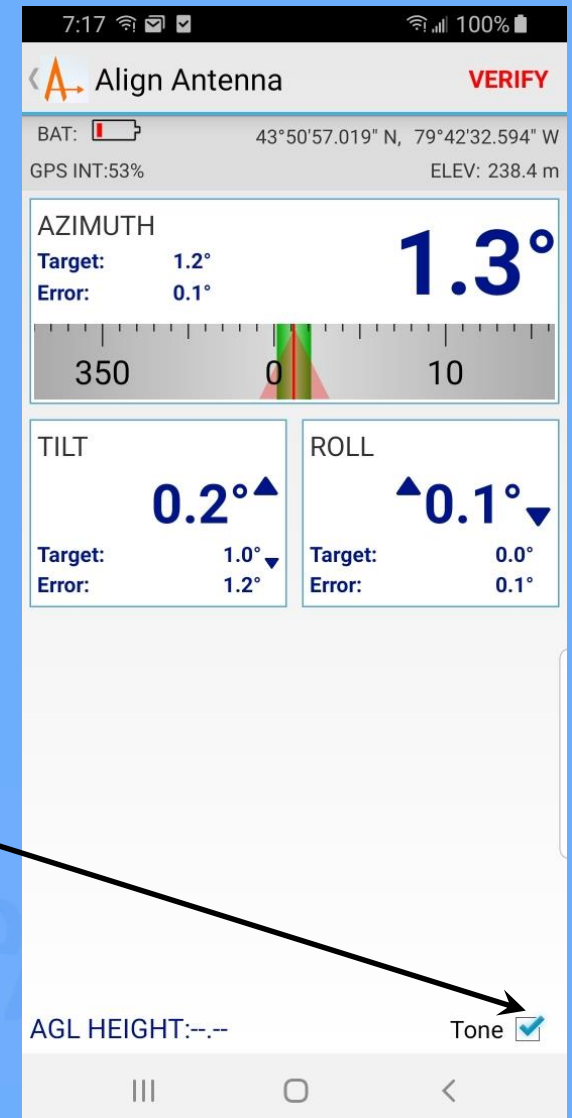 7:17 100%
Align Antenna VERIFY
BAT: 43°50'57.019" N, 79°42'32.594" W
GPS INT:53% ELEV: 238.4 m
AZIMUTH
1.3°
Target: 1.2°
Error: 0.1°
350 0 10
TILT
0.2°▲
Target: 1.0°▼
Error: 1.2°
ROLL
▲0.1°▼
Target: 0.0°
Error: 0.1°
AGL HEIGHT:--.-- Tone